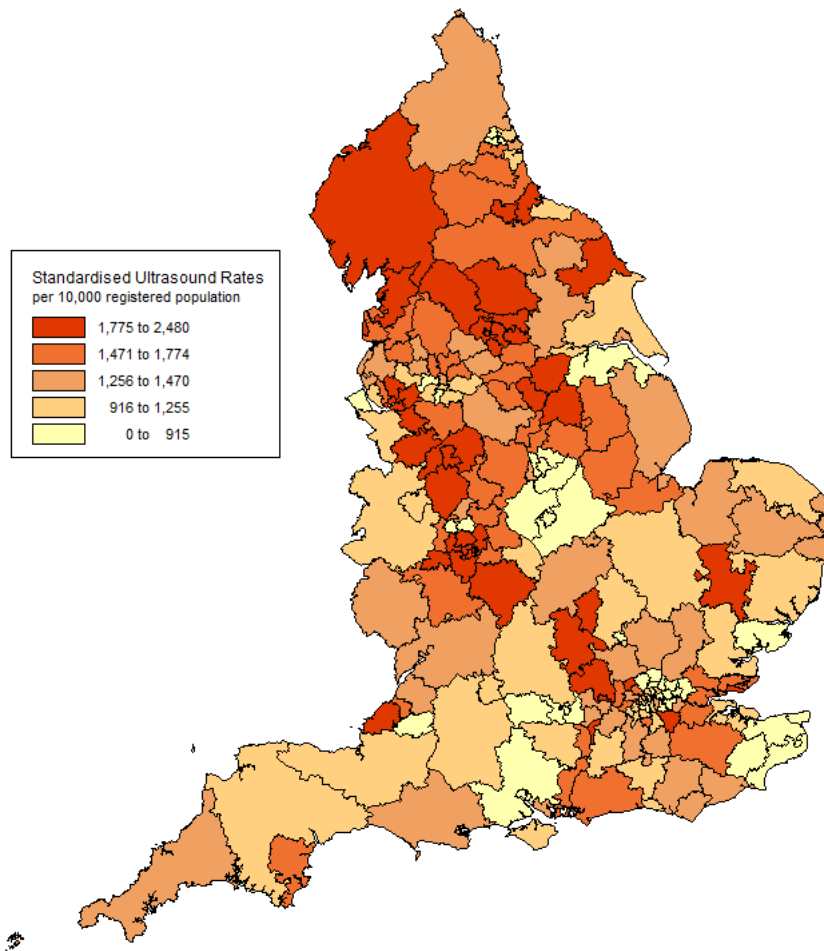 Standardised Ultrasound Rates
per 10,000 registered population
1,775 to 2,480
1,471 to 1,774
1,256 to 1,470
916 to 1,255
0 to 915